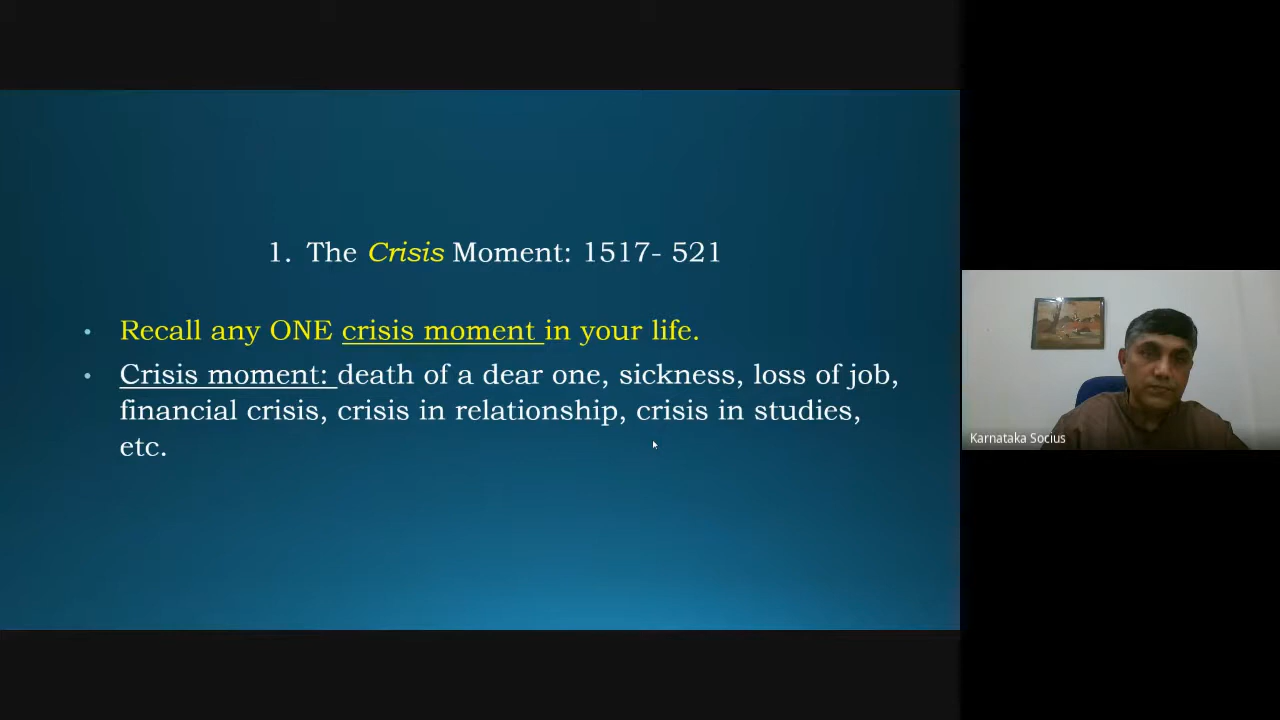 1. The Crisis Moment: 1517- 521
• Recall any ONE crisis moment in your life.
• Crisis moment: death of a dear one, sickness, loss of job,
financial crisis, crisis in relationship, crisis in studies,
etc.
Karnataka Socius